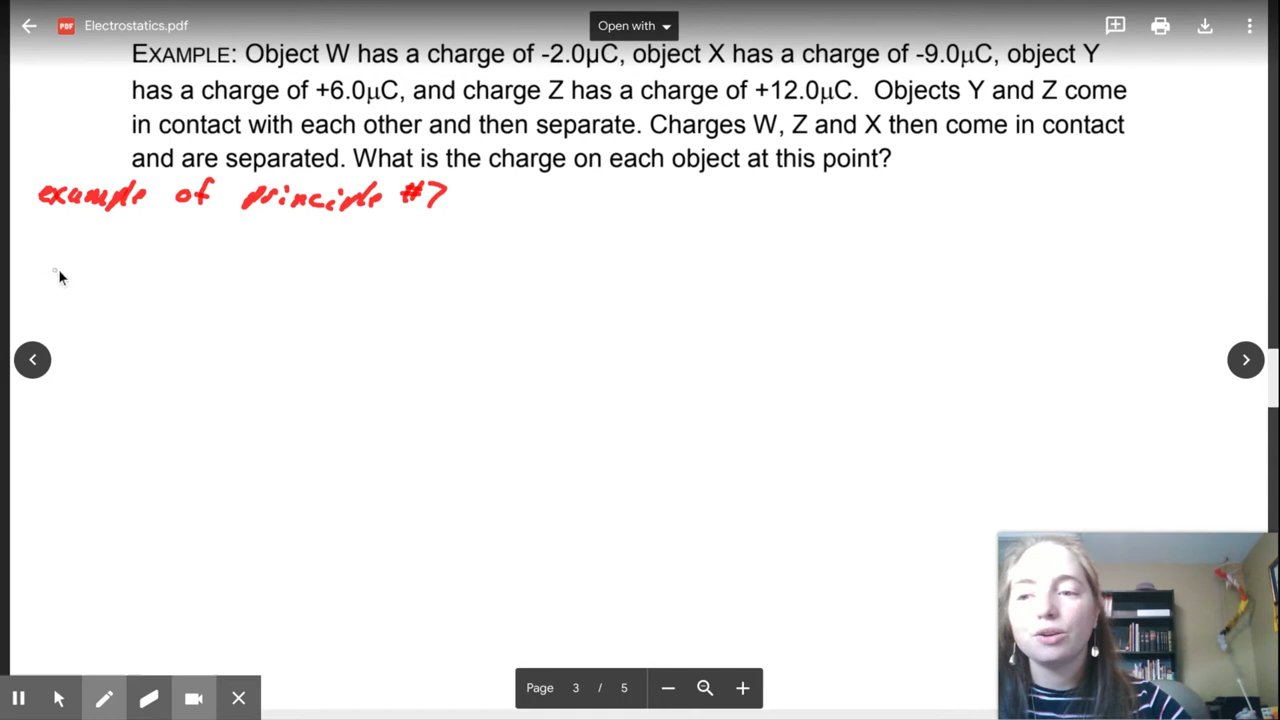 Electrostatics.pdf
Open with
EXAMPLE: Object W has a charge of -2.0μC, object X has a charge of -9.0μC, object Y
has a charge of +6.0μC, and charge Z has a charge of +12.0μC. Objects Y and Z come
in contact with each other and then separate. Charges W, Z and X then come in contact
and are separated. What is the charge on each object at this point?
example of principle #7
Page 3 / 5